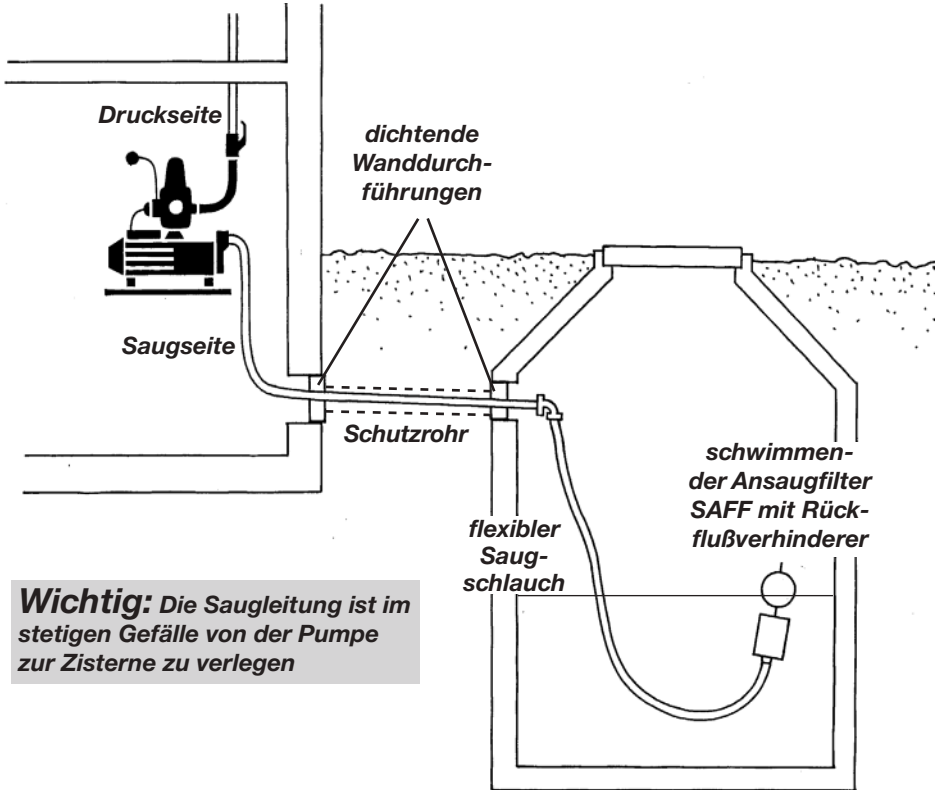 Druckseite
dichtende
Wanddurch-
führungen
Saugseite
Schutzrohr
schwimmen-
der Ansaugfilter
SAFF mit Rück-
flußverhinderer
flexibler
Saug-
schlauch
Wichtig: Die Saugleitung ist im
stetigen Gefälle von der Pumpe
zur Zisterne zu verlegen